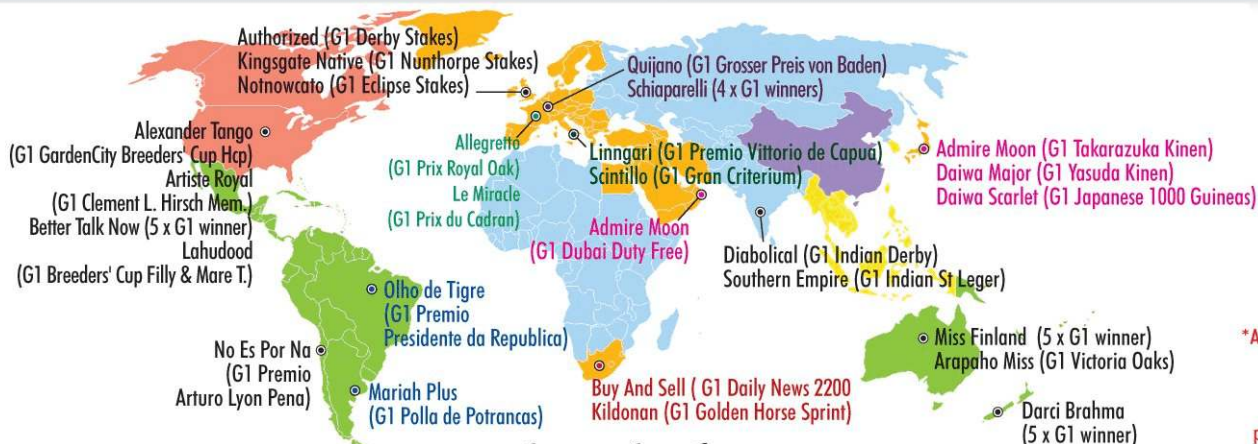 Authorized (G1 Derby Stakes)
Kingsgate Native (G1 Nunthorpe Stakes)
Notnowcato (G1 Eclipse Stakes)
Quijano (G1 Grosser Preis von Baden)
Schiaparelli (4 x G1 winners)
Alexander Tango
(G1 GardenCity Breeders' Cup Hcp)
Artiste Royal
(G1 Clement L. Hirsch Mem.)
Better Talk Now (5 x G1 winner)
Lahudood
(G1 Breeders' Cup Filly & Mare T.)
Allegretto
(G1 Prix Royal Oak)
Le Miracle
(G1 Prix du Cadran)
Linngari (G1 Premio Vittorio de Capua)
Scintillo (G1 Gran Criterium)
Admire Moon (G1 Takarazuka Kinen)
Daiwa Major (G1 Yasuda Kinen)
Daiwa Scarlet (G1 Japanese 1000 Guineas)
Admire Moon
(G1 Dubai Duty Free)
Diabolical (G1 Indian Derby)
Southern Empire (G1 Indian St Leger)
Olho de Tigre
(G1 Premio
Presidente da Republica)
No Es Por Na
(G1 Premio
Arturo Lyon Pena)
Mariah Plus
(G1 Polla de Potrancas)
Buy And Sell ( G1 Daily News 2200
Kildonan (G1 Golden Horse Sprint)
Miss Finland (5 x G1 winner)
Arapaho Miss (G1 Victoria Oaks)
*A
Darci Brahma
(5 x G1 winner)